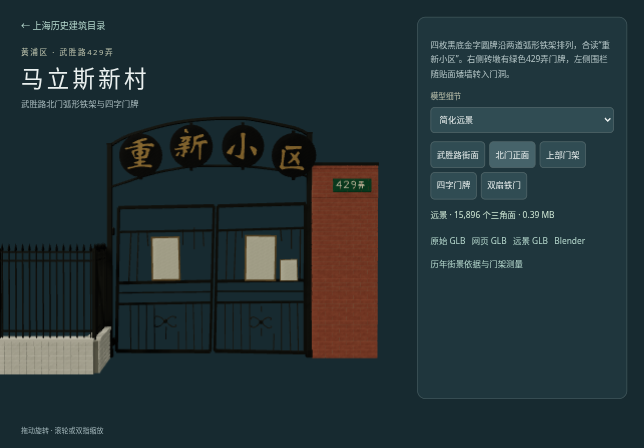 ← 上海历史建筑目录
黄浦区 · 武胜路429弄
马立斯新村
武胜路北门弧形铁架与四字门牌
重新小区
429弄
拖动旋转 · 滚轮或双指缩放
四枚黑底金字圆牌沿两道弧形铁架排列，合读“重
新小区”。右侧砖墩有绿色429弄门牌，左侧围栏
随贴面矮墙转入门洞。
模型细节
简化远景
武胜路街面 北门正面 上部门架
四字门牌 双扇铁门
远景 · 15,896 个三角面 · 0.39 MB
原始 GLB 网页 GLB 远景 GLB Blender
历年街景依据与门架测量